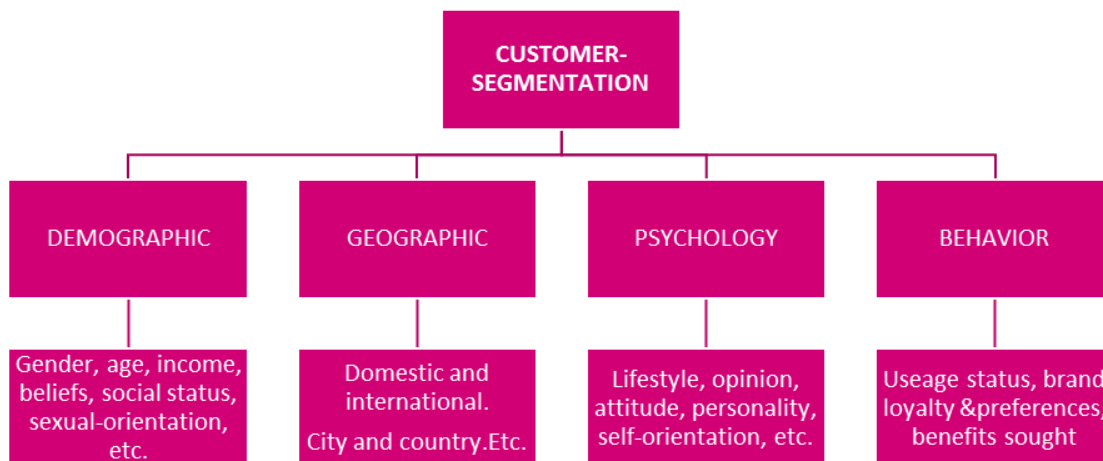 CUSTOMER-
SEGMENTATION
DEMOGRAPHIC
GEOGRAPHIC
PSYCHOLOGY
BEHAVIOR
Gender, age, income,
beliefs, social status,
sexual-orientation,
etc.
Domestic and
international.
City and country.Etc.
Lifestyle, opinion,
attitude, personality,
self-orientation, etc.
Useage status, brand
loyalty &preferences,
benefits sought